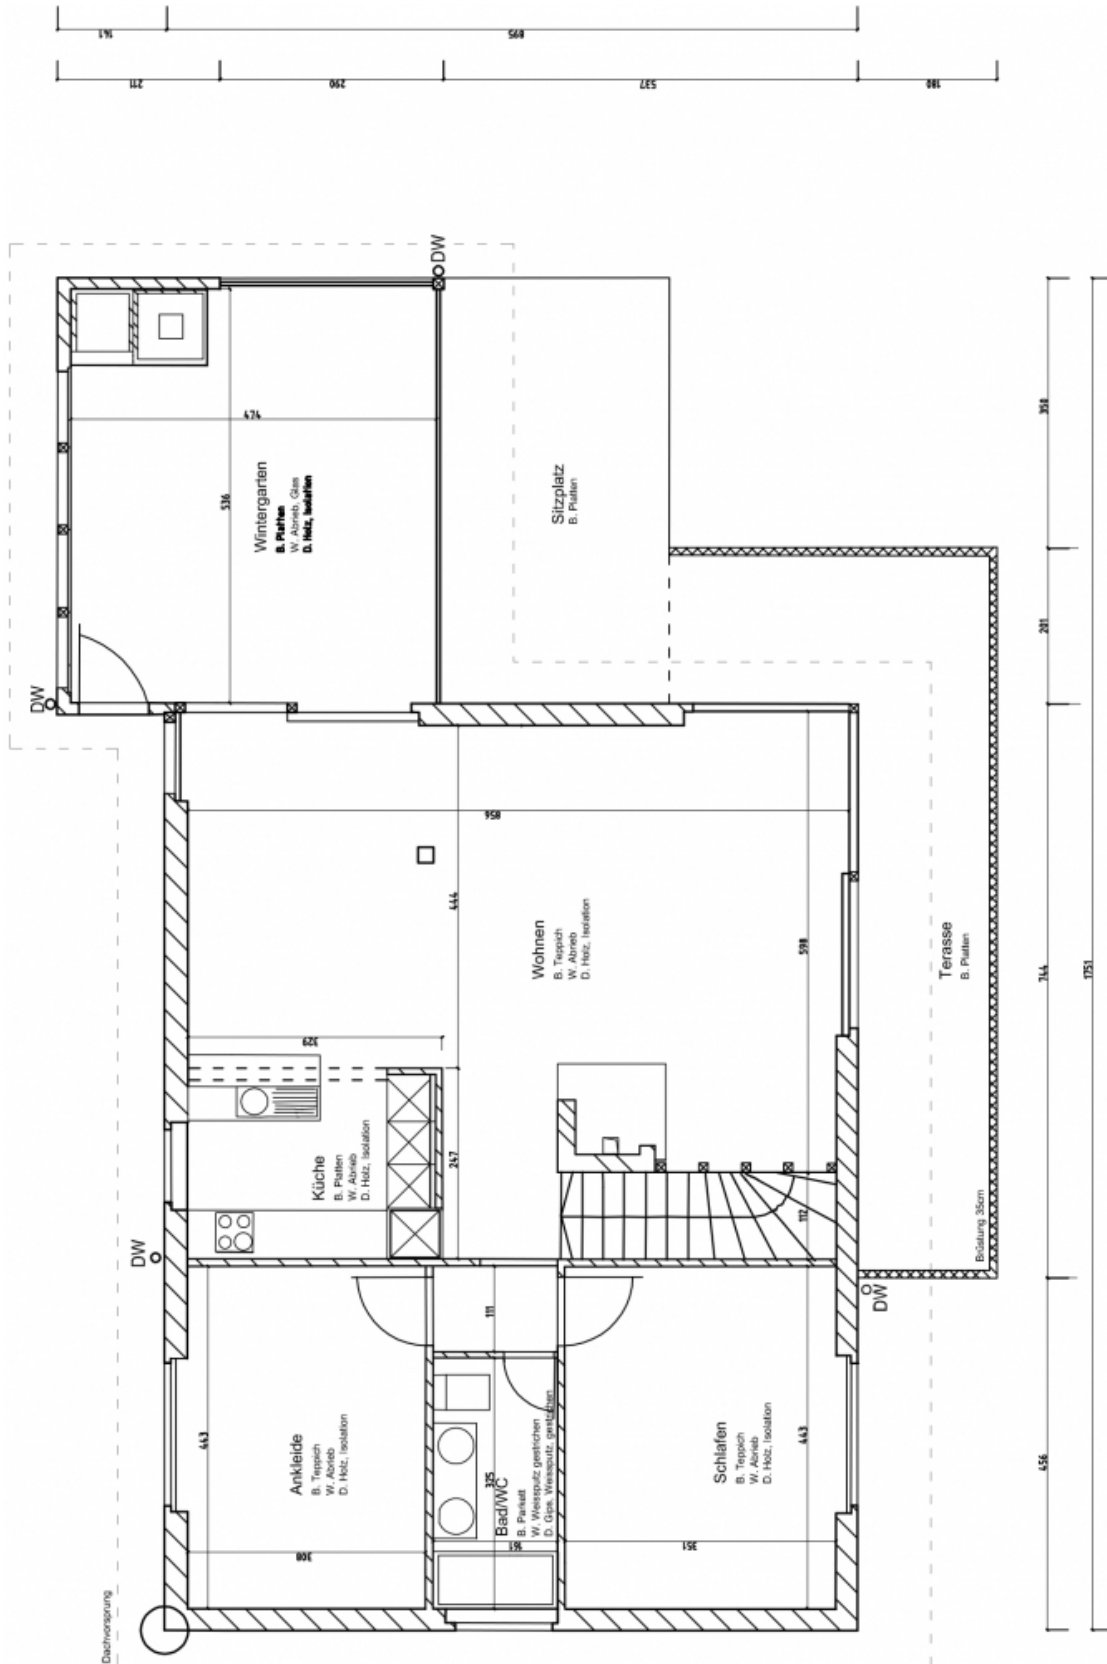 141
895
211
290
537
180
DW
474
536
Wintergarten
B. Platten
W. Abrieb, Glas
D. Holz, Isolation
Sitzplatz
B. Platten
350
201
DW
856
444
Wohnen
B. Teppich
W. Abrieb
D. Holz, Isolation
598
Terasse
B. Platten
744
1751
329
Küche
B. Platten
W. Abrieb
D. Holz, Isolation
247
112
Brüstung 35cm
DW
DW
111
443
Ankleide
B. Teppich
W. Abrieb
D. Holz, Isolation
308
325
Bad/WC
B. Parkett
W. Weissputz gestrichen
D. Gips, Weissputz, gestrichen
161
Schlafen
B. Teppich
W. Abrieb
D. Holz, Isolation
351
443
456
Dachvorsprung